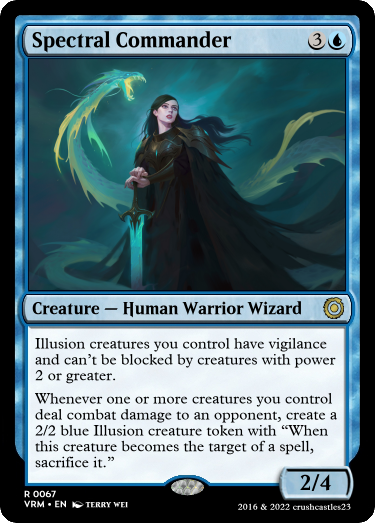 Spectral Commander 3
Creature — Human Warrior Wizard
Illusion creatures you control have vigilance
and can't be blocked by creatures with power
2 or greater.
Whenever one or more creatures you control
deal combat damage to an opponent, create a
2/2 blue Illusion creature token with “When
this creature becomes the target of a spell,
sacrifice it.”
2/4
R 0067
VRM • EN TERRY WEI
2016 & 2022 crushcastles23